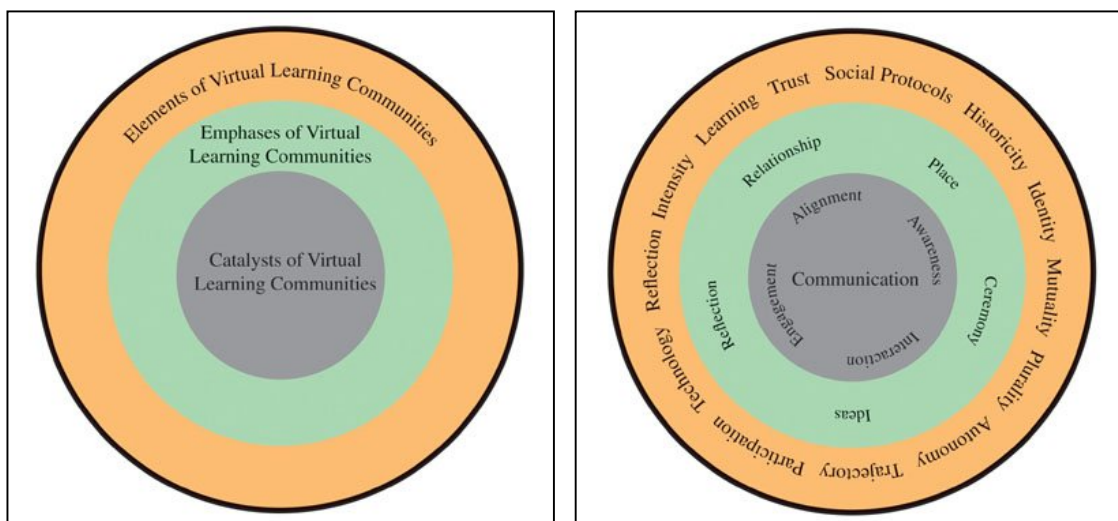 Elements of Virtual Learning Communities
Emphases of Virtual
Learning Communities
Catalysts of Virtual
Learning Communities
Technology Reflection Intensity Learning Trust Social Protocols Historicity Identity Mutuality Plurality Autonomy Trajectory Participation
Relationship
Place
Ceremony
Ideas
Reflection
Alignment
Awareness
Interaction
Engagement
Communication